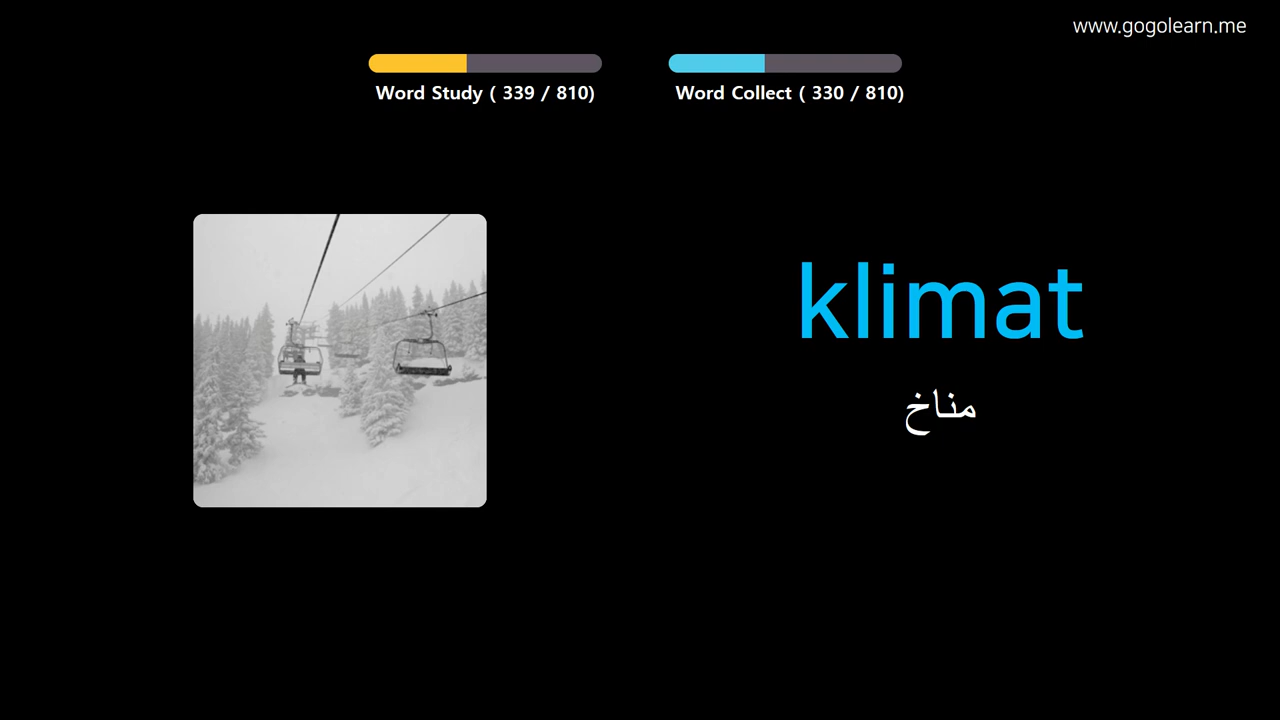 www.gogolearn.me
Word Study ( 339 / 810)
Word Collect ( 330 / 810)
klimat
مناخ